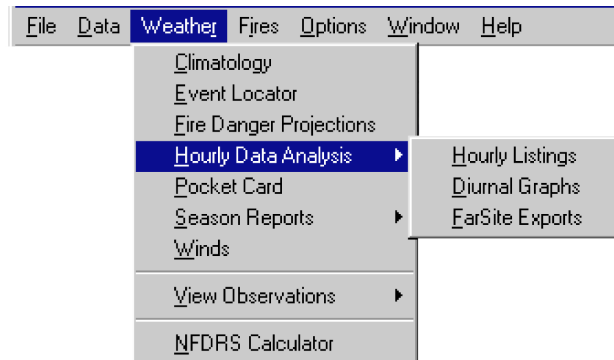 File Data Weather Fires Options Window Help
Climatology
Event Locator
Fire Danger Projections
Hourly Data Analysis
Hourly Listings
Pocket Card
Diurnal Graphs
Season Reports
FarSite Exports
Winds
View Observations
NFDRS Calculator